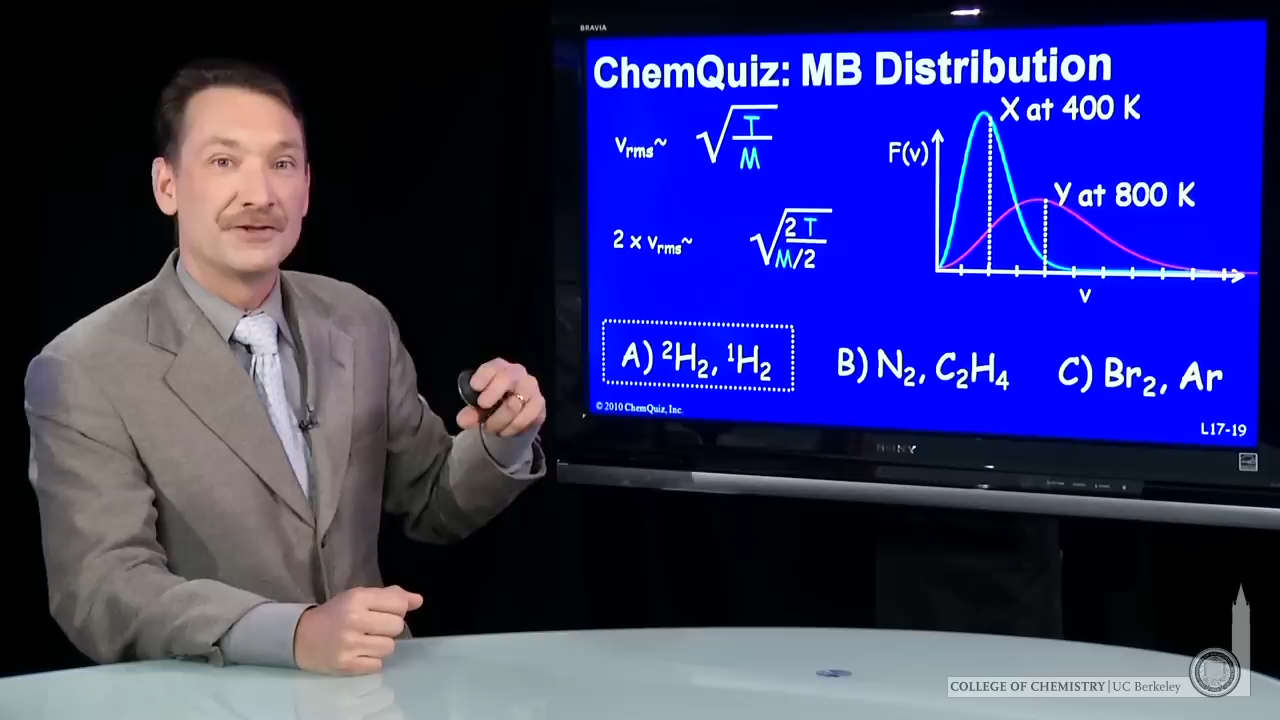 BRAVIA
ChemQuiz: MB Distribution
vrms~ √T/M
X at 400 K
F(v)
Y at 800 K
2 x vrms~ √2 T/M/2
v
A) ²H₂, ¹H₂ B) N₂, C₂H₄ C) Br₂, Ar
© 2010 ChemQuiz, Inc.
L17-19
SONY
COLLEGE OF CHEMISTRY | UC Berkeley